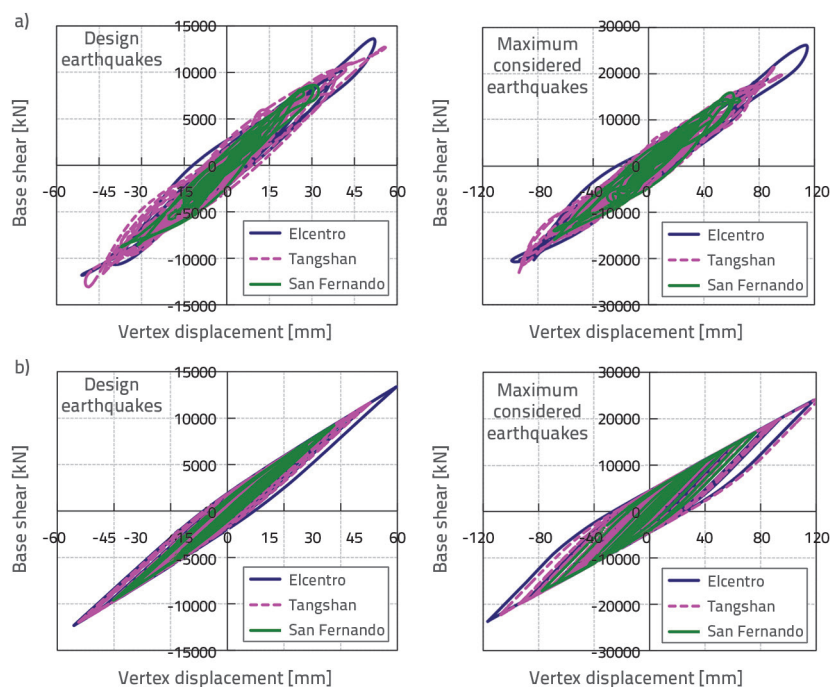 a)
Design
earthquakes
Base shear [kN]
15000
10000
5000
0
-5000
-10000
-15000
-60 -45 -30 -15 0 15 30 45 60
Elcentro
Tangshan
San Fernando
Vertex displacement [mm]
Maximum
considered
earthquakes
Base shear [kN]
30000
20000
10000
0
-10000
-20000
-30000
-120 -80 -40 0 40 80 120
Elcentro
Tangshan
San Fernando
Vertex displacement [mm]
b)
Design
earthquakes
Base shear [kN]
15000
10000
5000
0
-5000
-10000
-15000
-60 -45 -30 -15 0 15 30 45 60
Elcentro
Tangshan
San Fernando
Vertex displacement [mm]
Maximum
considered
earthquakes
Base shear [kN]
30000
20000
10000
0
-10000
-20000
-30000
-120 -80 -40 0 40 80 120
Elcentro
Tangshan
San Fernando
Vertex displacement [mm]